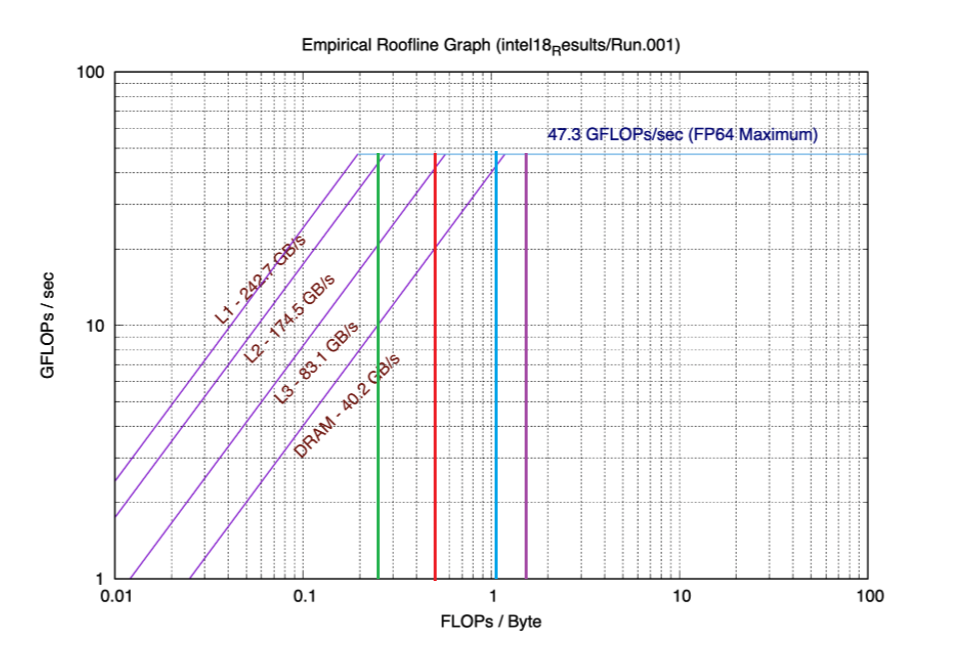 Empirical Roofline Graph (intel18Results/Run.001)
100
47.3 GFLOPs/sec (FP64 Maximum)
L1 - 242.7 GB/s
L2 - 174.5 GB/s
L3 - 83.1 GB/s
DRAM - 40.2 GB/s
10
GFLOPs / sec
1
0.01
0.1
1
10
100
FLOPs / Byte